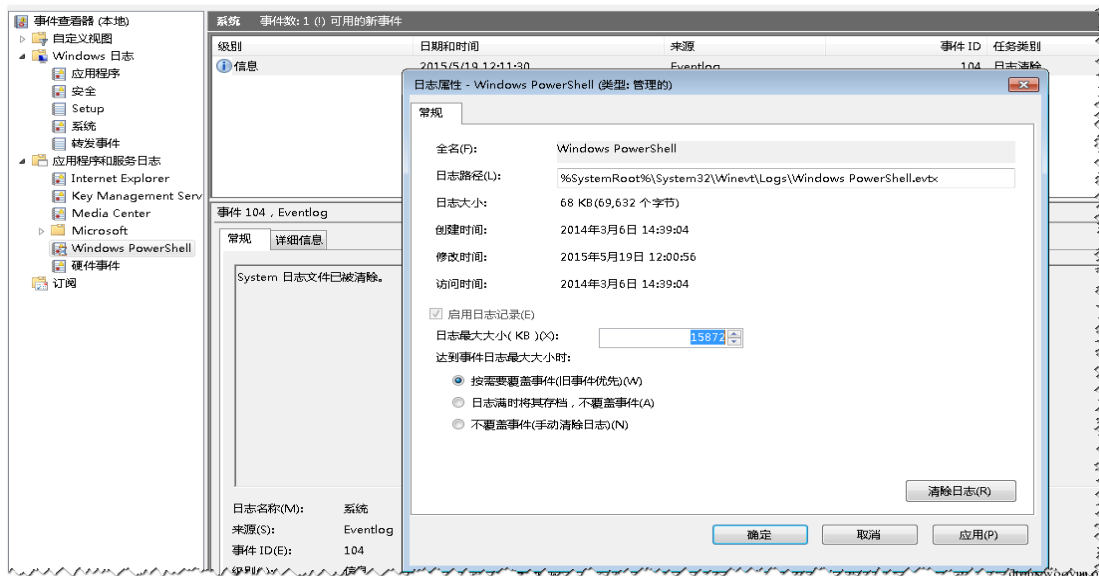 事件查看器 (本地)
自定义视图
Windows 日志
应用程序
安全
Setup
系统
转发事件
应用程序和服务日志
Internet Explorer
Key Management Serv
Media Center
Microsoft
Windows PowerShell
硬件事件
订阅
系统 事件数: 1 (!) 可用的新事件
级别 日期和时间 来源 事件 ID 任务类别
信息 2015/5/19 12:11:30 Eventlog 104 日志清除
事件 104 , Eventlog
常规 详细信息
System 日志文件已被清除。
日志名称(M): 系统
来源(S): Eventlog
事件 ID(E): 104
信息
日志属性 - Windows PowerShell (类型: 管理的)
常规
全名(F): Windows PowerShell
日志路径(L): %SystemRoot%\System32\Winevt\Logs\Windows PowerShell.evtx
日志大小: 68 KB(69,632 个字节)
创建时间: 2014年3月6日 14:39:04
修改时间: 2015年5月19日 12:00:56
访问时间: 2014年3月6日 14:39:04
启用日志记录(E)
日志最大大小( KB )(X): 15872
达到事件日志最大大小时:
按需要覆盖事件(旧事件优先)(W)
日志满时将其存档，不覆盖事件(A)
不覆盖事件(手动清除日志)(N)
清除日志(R)
确定 取消 应用(P)